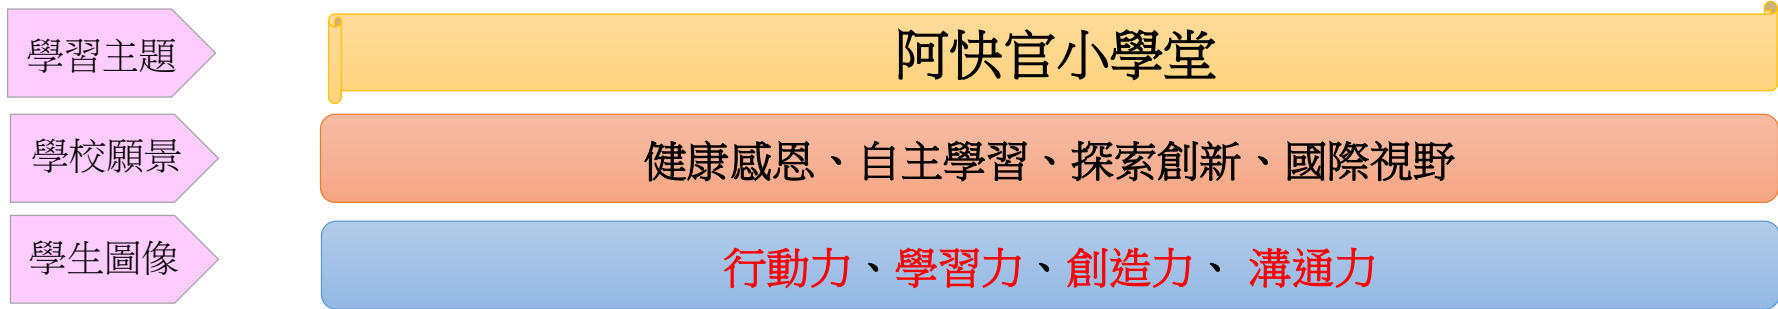 學習主題
阿快官小學堂
學校願景
健康感恩、自主學習、探索創新、國際視野
學生圖像
行動力、學習力、創造力、 溝通力